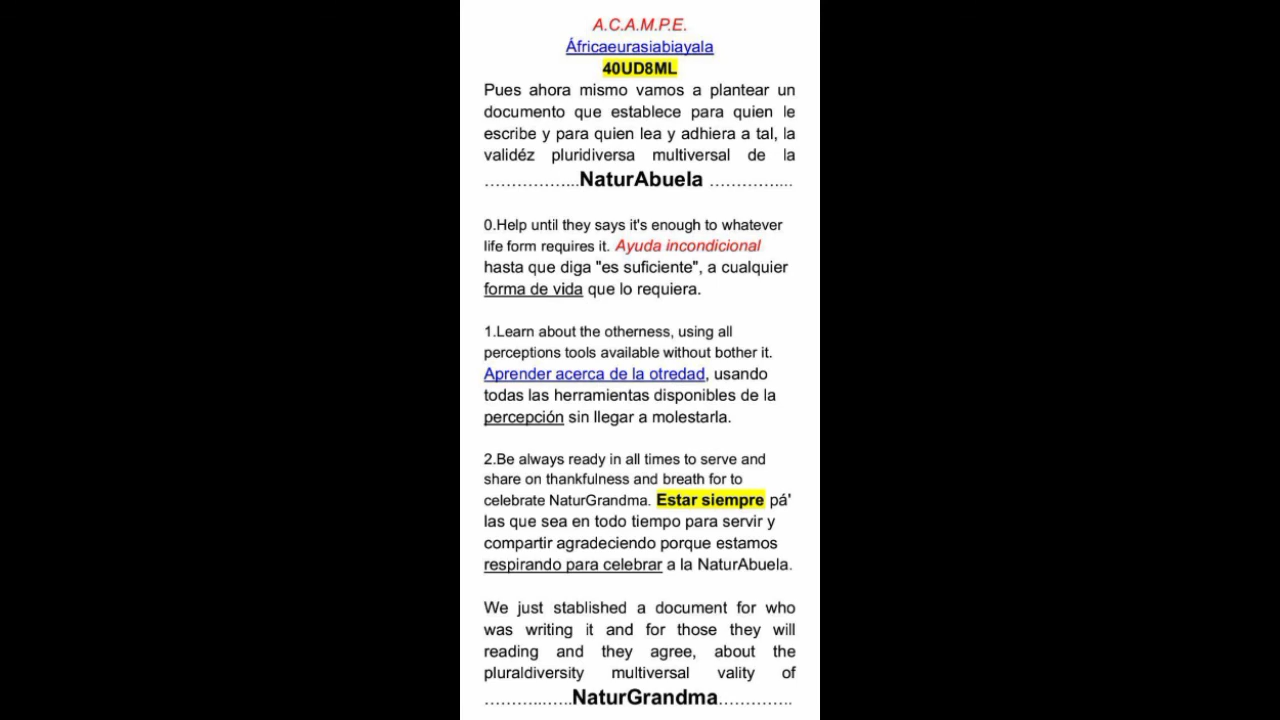 A.C.A.M.P.E.
Áfricaeurasiabiayala
40UD8ML
Pues ahora mismo vamos a plantear un
documento que establece para quien le
escribe y para quien lea y adhiera a tal, la
validéz pluridiversa multiversal de la
………………..NaturAbuela …………...
0.Help until they says it's enough to whatever
life form requires it. Ayuda incondicional
hasta que diga "es suficiente", a cualquier
forma de vida que lo requiera.
1.Learn about the otherness, using all
perceptions tools available without bother it.
Aprender acerca de la otredad, usando
todas las herramientas disponibles de la
percepción sin llegar a molestarla.
2.Be always ready in all times to serve and
share on thankfulness and breath for to
celebrate NaturGrandma. Estar siempre pá'
las que sea en todo tiempo para servir y
compartir agradeciendo porque estamos
respirando para celebrar a la NaturAbuela.
We just stablished a document for who
was writing it and for those they will
reading and they agree, about the
pluraldiversity multiversal vality of
………..…...NaturGrandma…………..